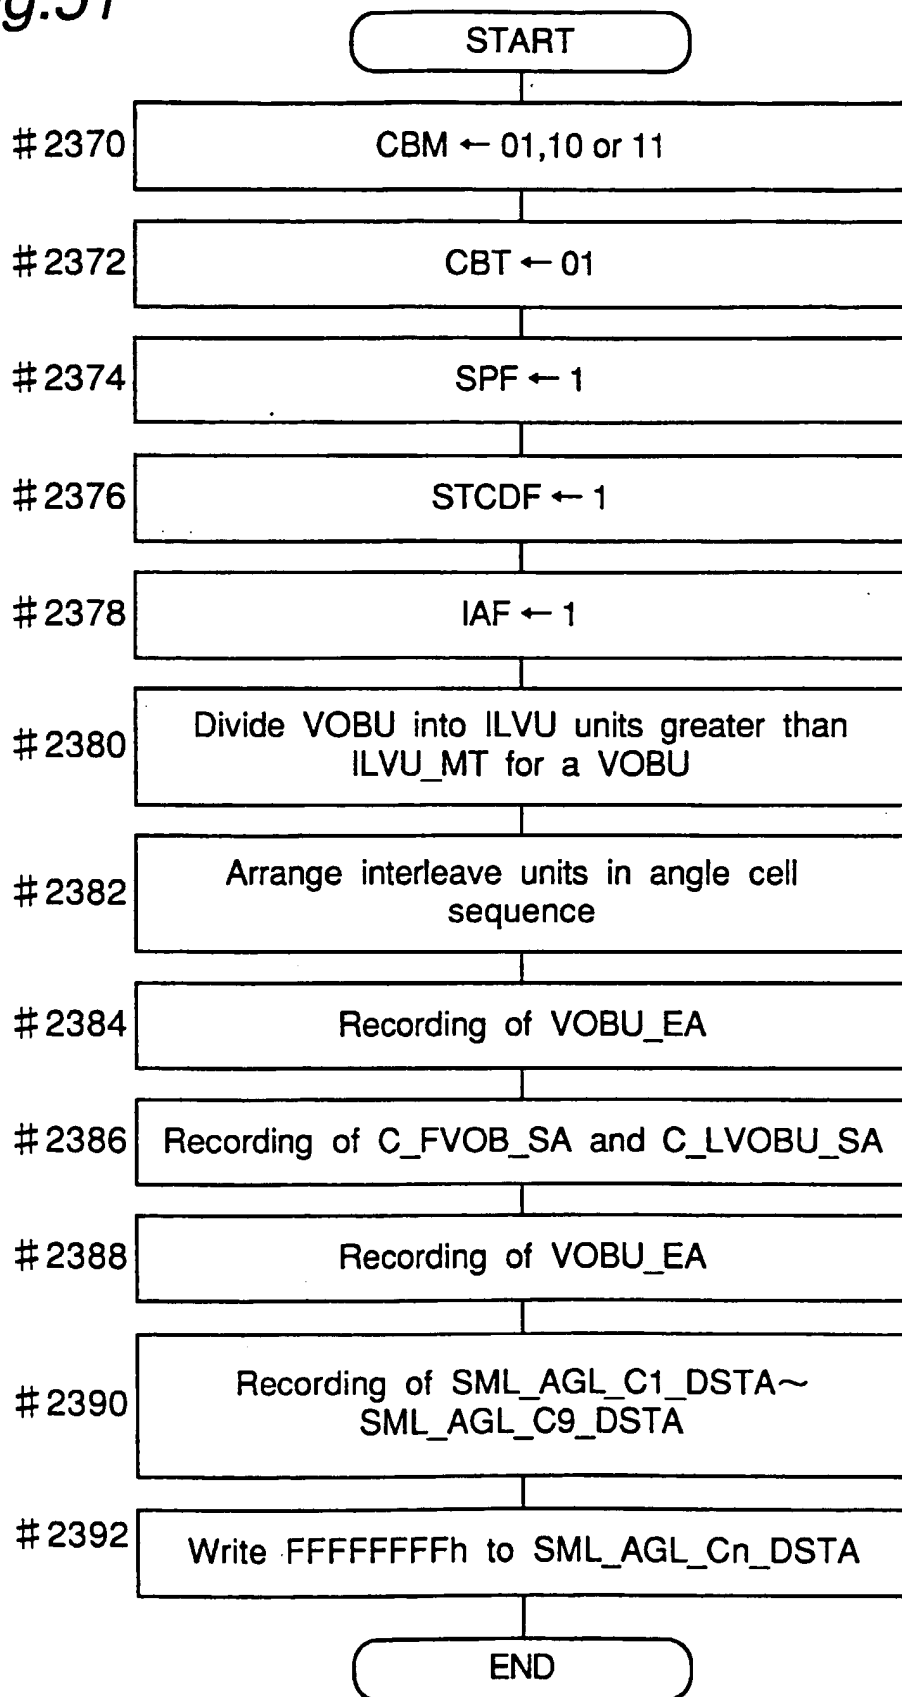 g.57
START
#2370 CBM ← 01,10 or 11
#2372 CBT ← 01
#2374 SPF ← 1
#2376 STCDF ← 1
#2378 IAF ← 1
#2380 Divide VOBU into ILVU units greater than
ILVU_MT for a VOBU
#2382 Arrange interleave units in angle cell
sequence
#2384 Recording of VOBU_EA
#2386 Recording of C_FVOB_SA and C_LVOBU_SA
#2388 Recording of VOBU_EA
#2390 Recording of SML_AGL_C1_DSTA~
SML_AGL_C9_DSTA
#2392 Write FFFFFFFFh to SML_AGL_Cn_DSTA
END